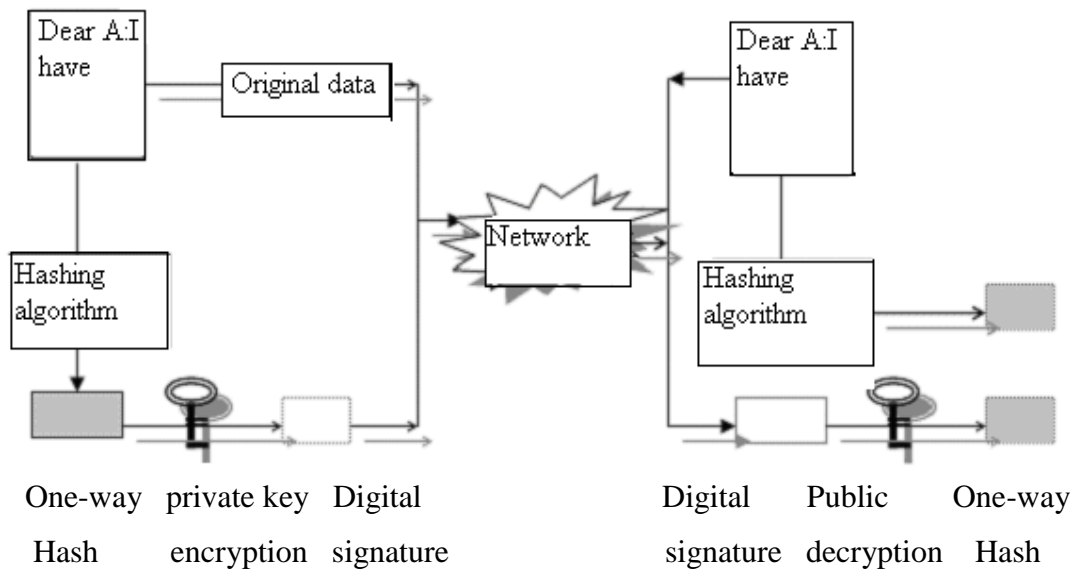 Dear A:I
have
Original data
Hashing
algorithm
Network
Dear A:I
have
Hashing
algorithm
One-way private key Digital Digital Public One-way
Hash encryption signature signature decryption Hash